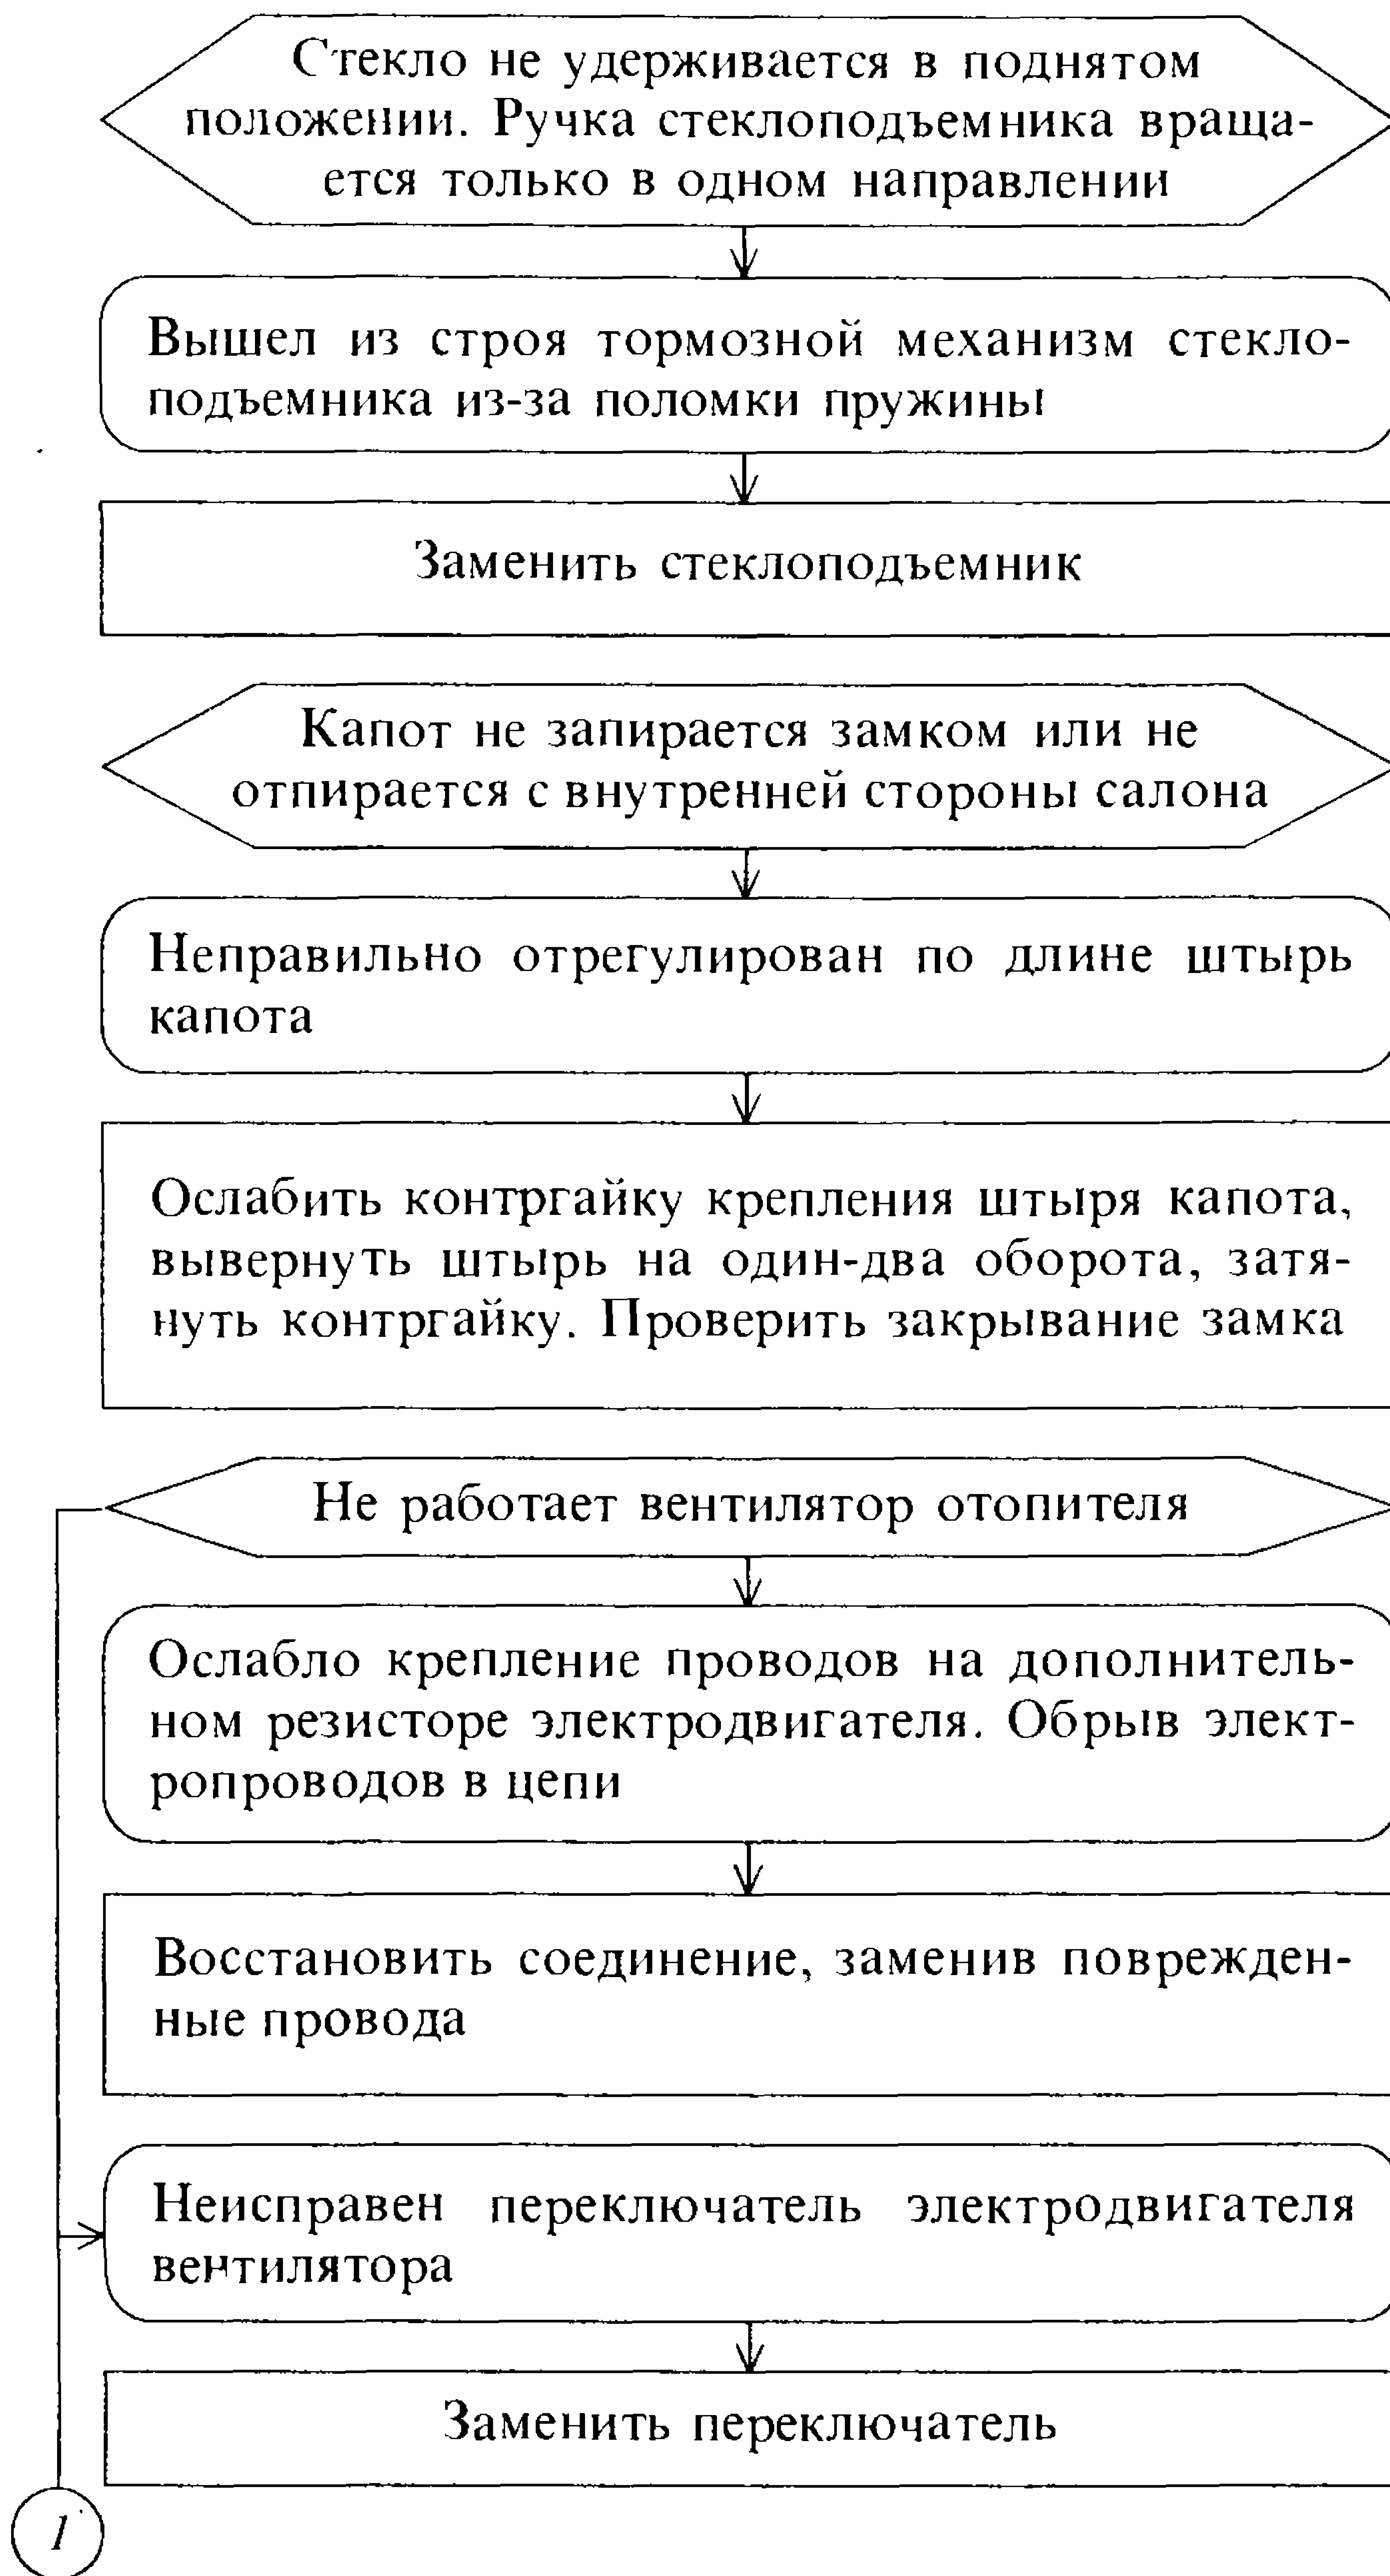 Стекло не удерживается в поднятом
положении. Ручка стеклоподъемника враща-
ется только в одном направлении
Вышел из строя тормозной механизм стекло-
подъемника из-за поломки пружины
Заменить стеклоподъемник
Капот не запирается замком или не
отпирается с внутренней стороны салона
Неправильно отрегулирован по длине штырь
капота
Ослабить контргайку крепления штыря капота,
вывернуть штырь на один-два оборота, затя-
нуть контргайку. Проверить закрывание замка
Не работает вентилятор отопителя
Ослабло крепление проводов на дополнитель-
ном резисторе электродвигателя. Обрыв элект-
ропроводов в цепи
Восстановить соединение, заменив поврежден-
ные провода
Неисправен переключатель электродвигателя
вентилятора
Заменить переключатель
1